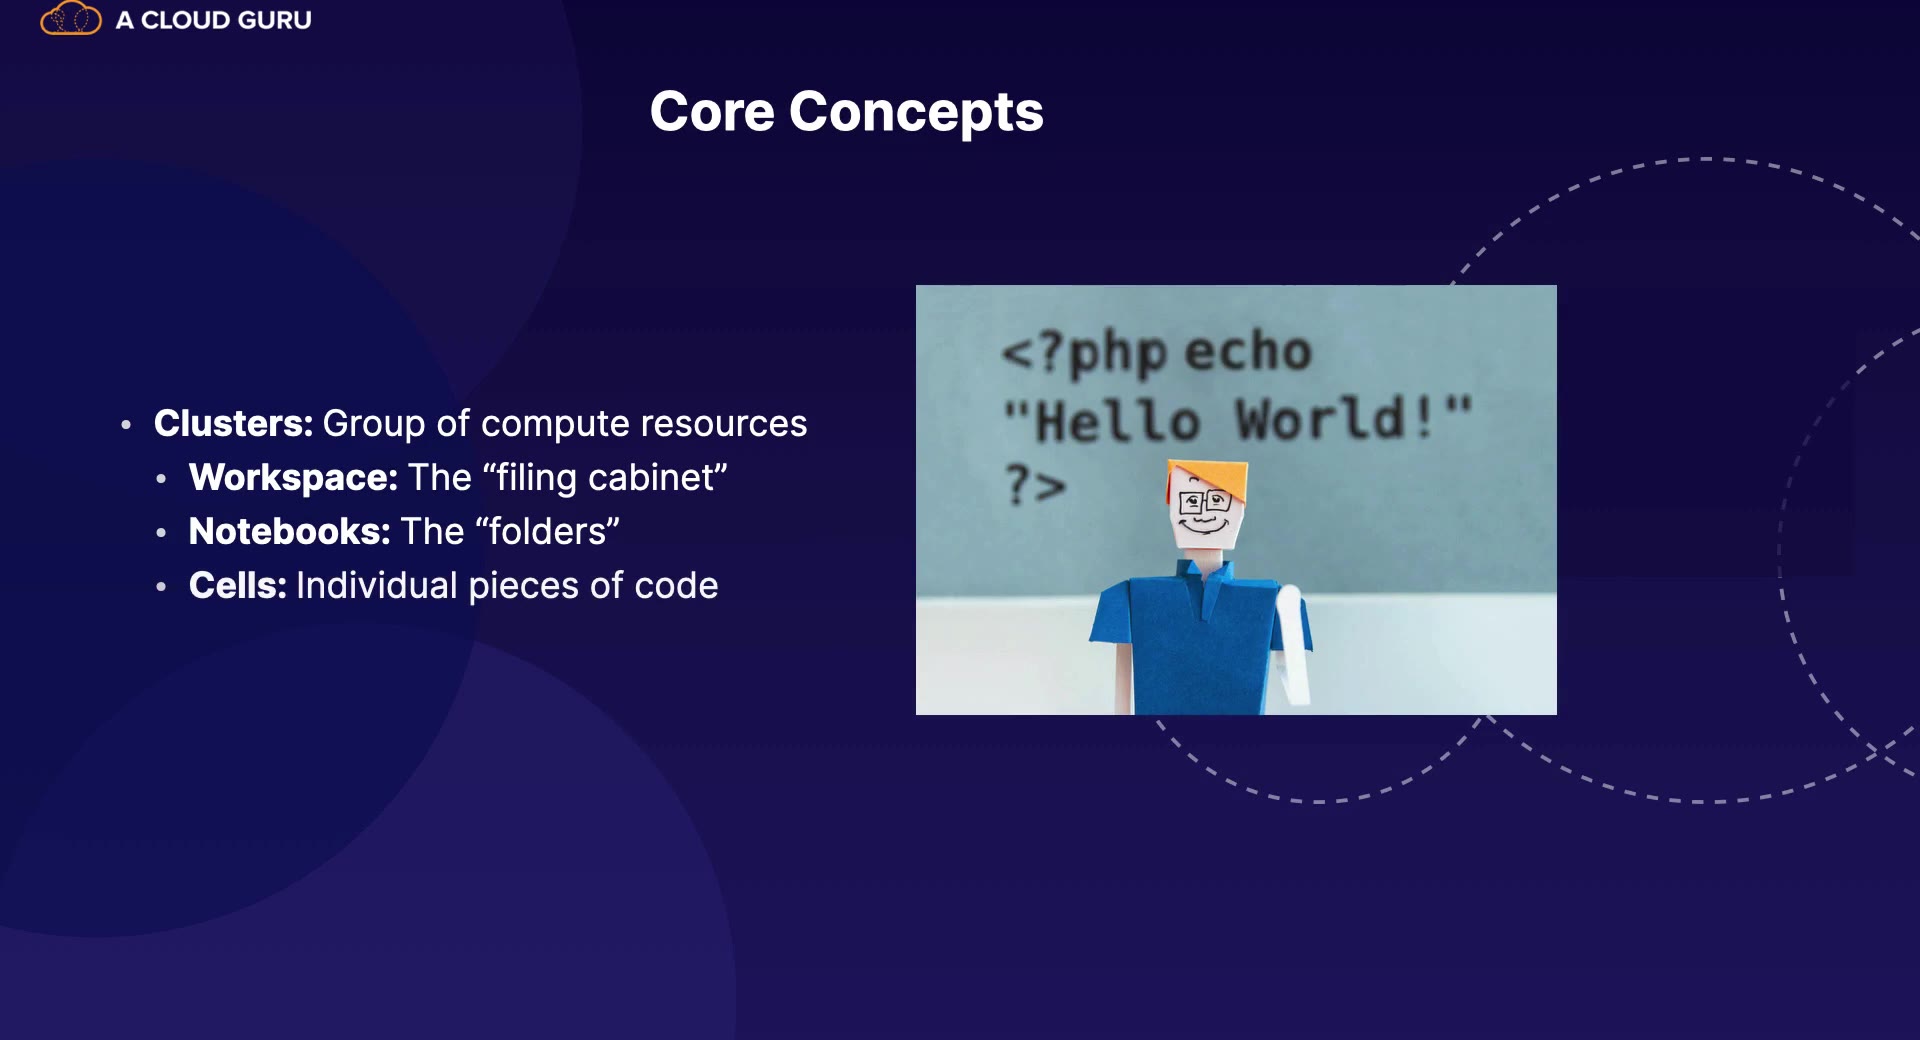 A CLOUD GURU
Core Concepts
• Clusters: Group of compute resources
• Workspace: The “filing cabinet”
• Notebooks: The “folders”
• Cells: Individual pieces of code
<?php echo
"Hello World!"
?>